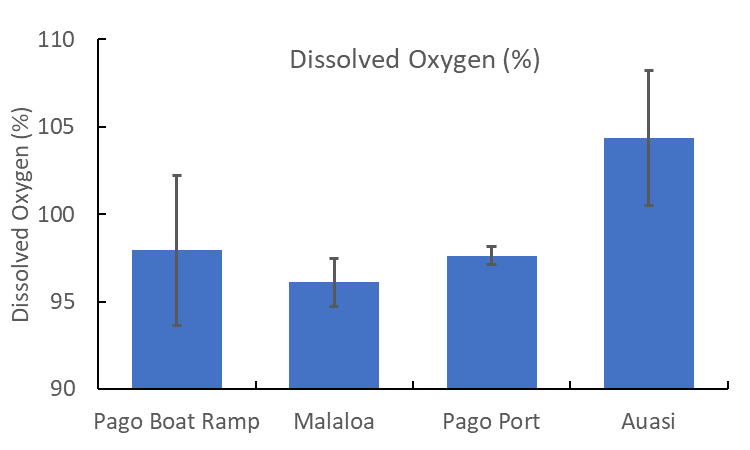 Dissolved Oxygen (%)
Dissolved Oxygen (%)
110
105
100
95
90
Pago Boat Ramp Malaloa Pago Port Auasi